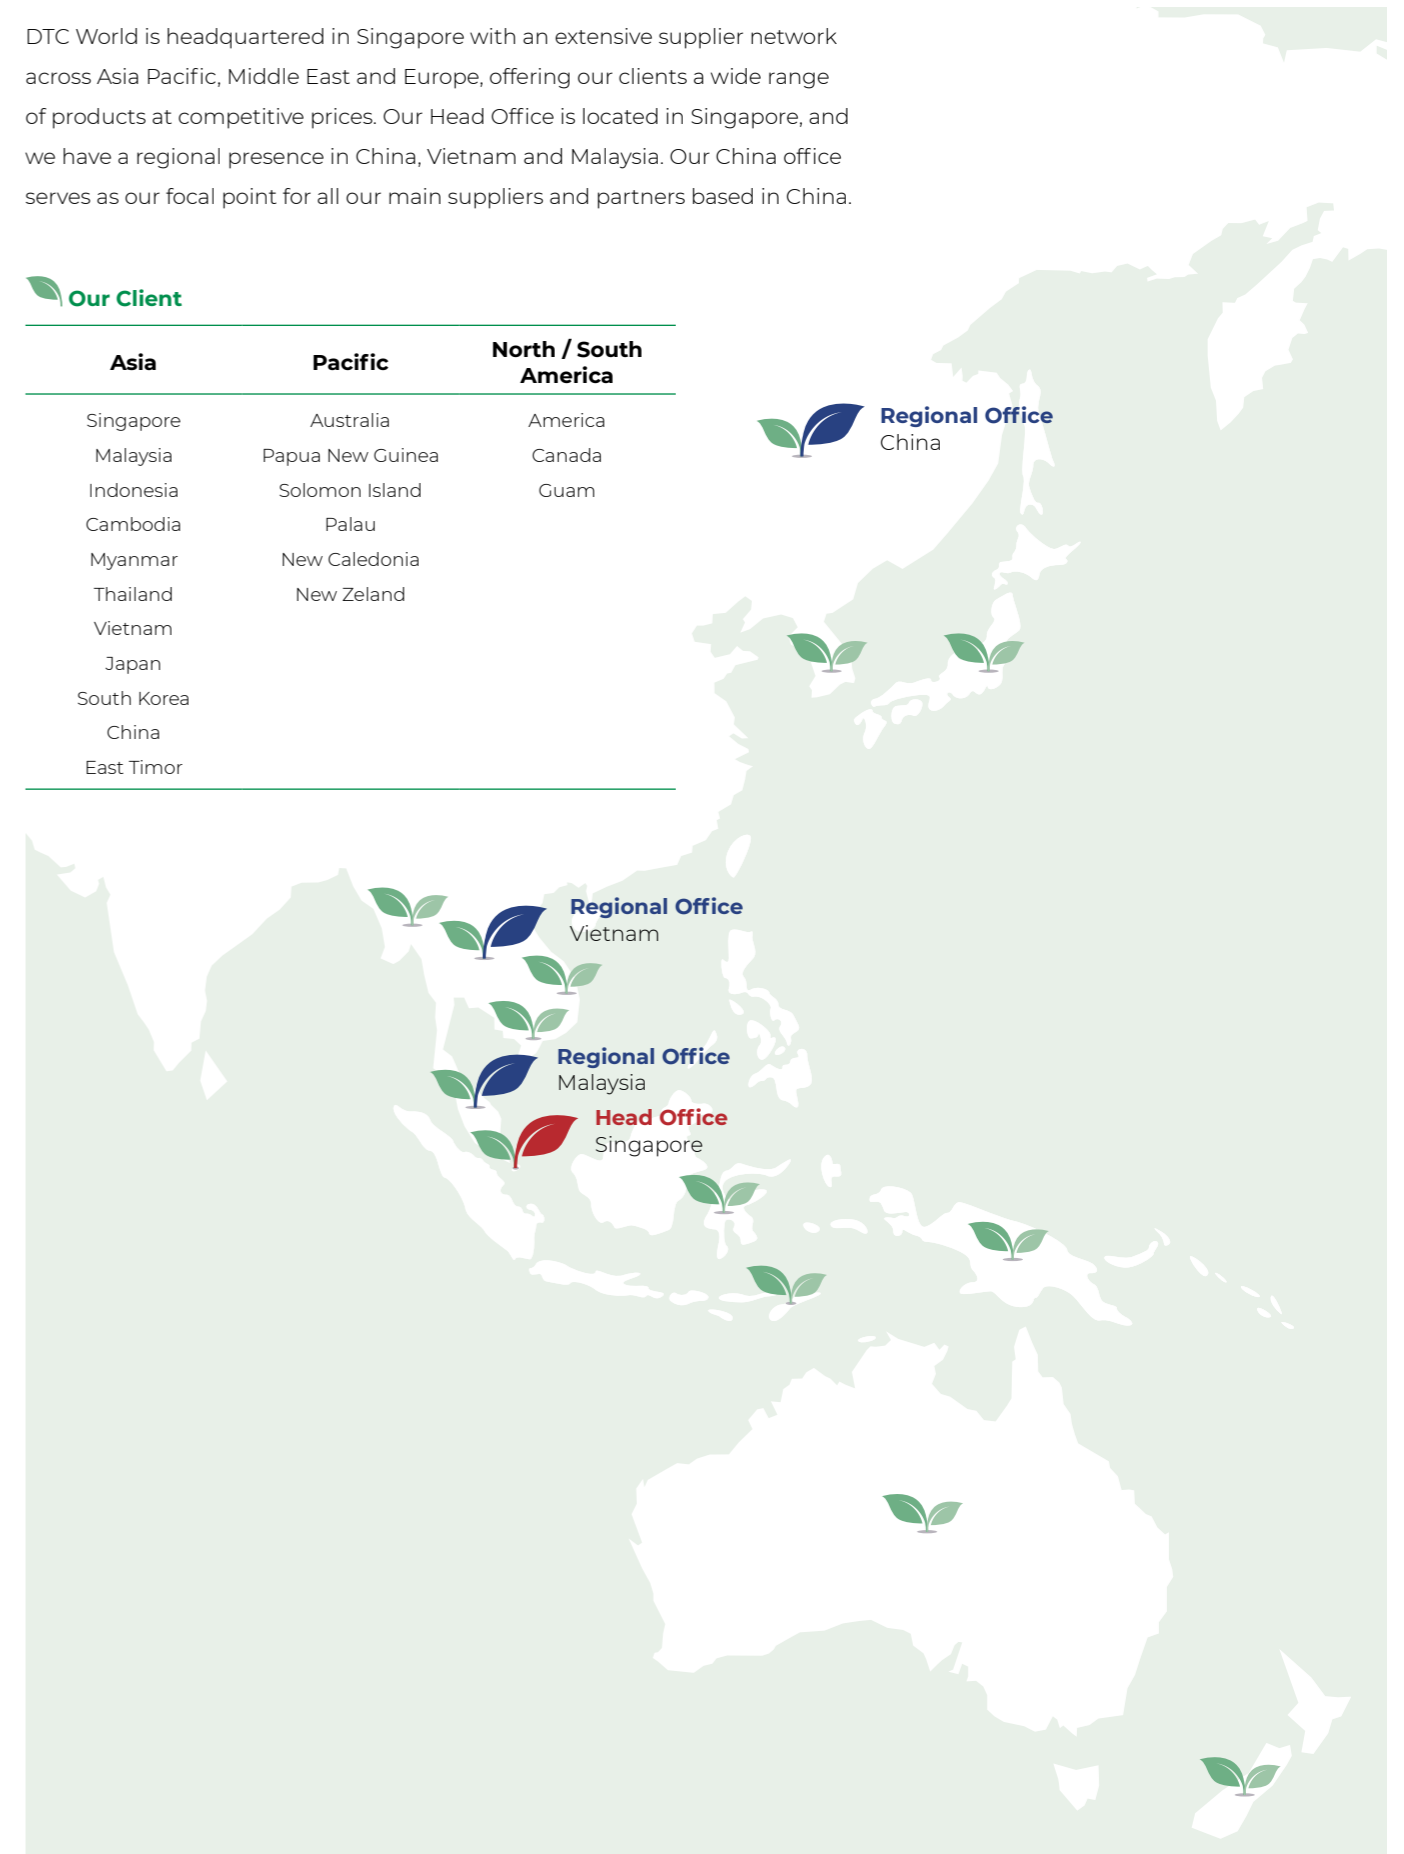 DTC World is headquartered in Singapore with an extensive supplier network
across Asia Pacific, Middle East and Europe, offering our clients a wide range
of products at competitive prices. Our Head Office is located in Singapore, and
we have a regional presence in China, Vietnam and Malaysia. Our China office
serves as our focal point for all our main suppliers and partners based in China.
Our Client
Asia
Pacific
North / South
America
Singapore
Australia
America
Malaysia
Papua New Guinea
Canada
Indonesia
Solomon Island
Guam
Cambodia
Palau
Myanmar
New Caledonia
Thailand
New Zeland
Vietnam
Japan
South Korea
China
East Timor
Regional Office
China
Regional Office
Vietnam
Regional Office
Malaysia
Head Office
Singapore